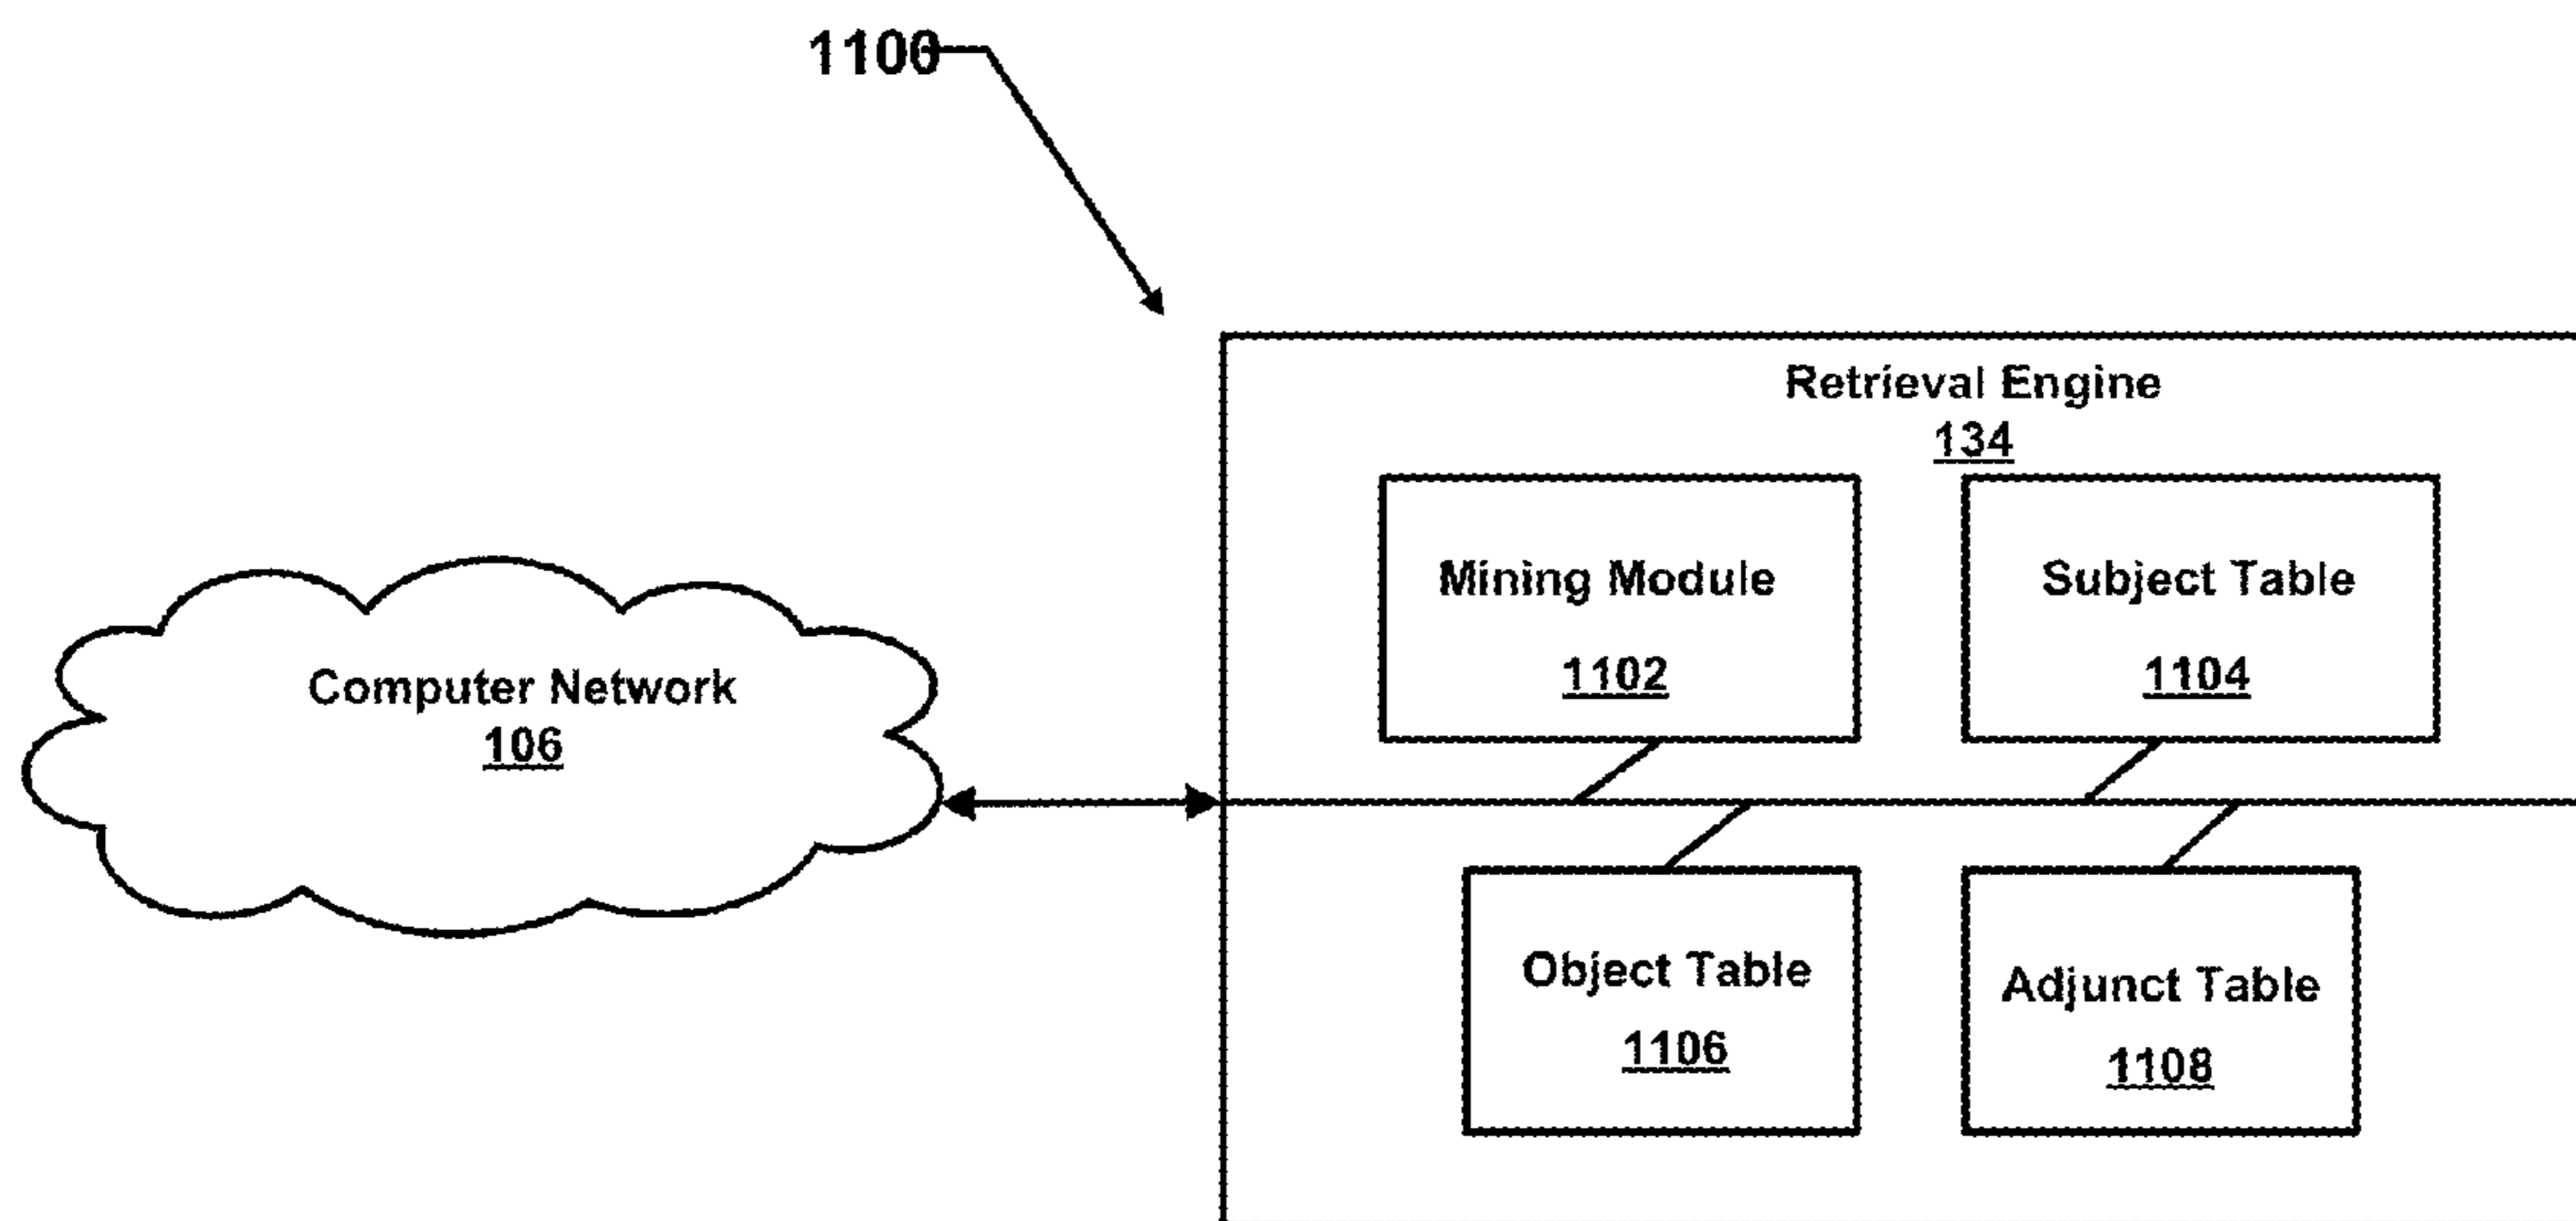 1100
Retrieval Engine
134
Mining Module
1102
Subject Table
1104
Computer Network
106
Object Table
1106
Adjunct Table
1108